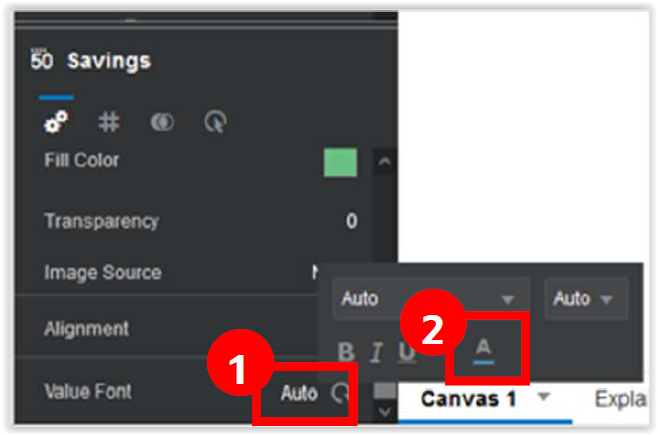 50 Savings
Fill Color
Transparency 0
Image Source N
Auto Auto
Alignment
2
B I U A
1
Value Font Auto
Canvas 1 Expla